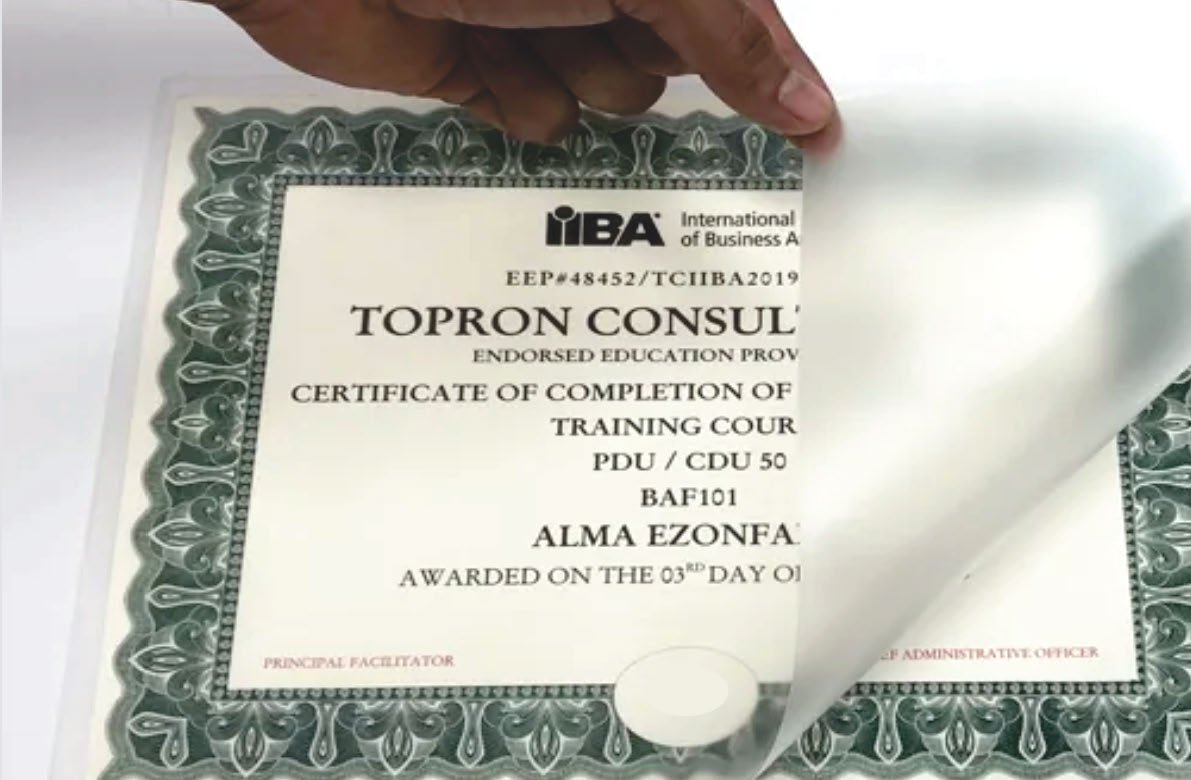 iiBA® International
of Business A
EEP#48452/TCIIBA2019
TOPRON CONSUL
ENDORSED EDUCATION PROV
CERTIFICATE OF COMPLETION OF
TRAINING COUR
PDU / CDU 50
BAF101
ALMA EZONFA
AWARDED ON THE 03RD DAY O
PRINCIPAL FACILITATOR
EF ADMINISTRATIVE OFFICER